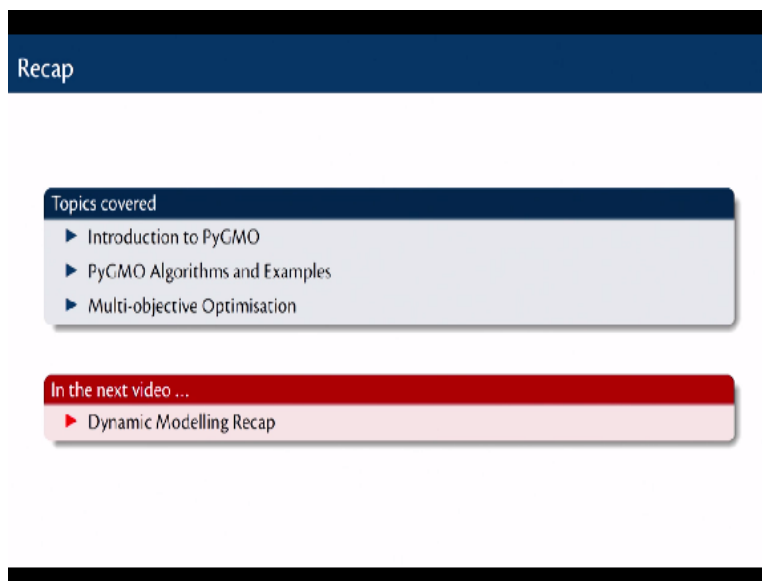 Recap
Topics covered
Introduction to PyGMO
PyGMO Algorithms and Examples
Multi-objective Optimisation
In the next video ...
Dynamic Modelling Recap